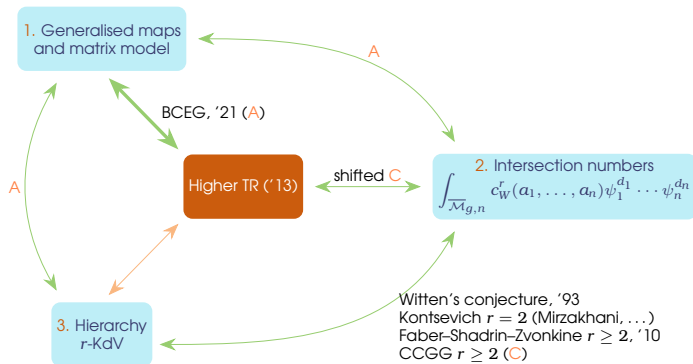 1. Generalised maps
and matrix model
A
BCEG, '21 (A)
A
Higher TR ('13)
shifted C
2. Intersection numbers
∫_{\overline{M}_{g,n}} c_W^r(a_1, . . . , a_n)ψ_1^{d_1} · · · ψ_n^{d_n}
3. Hierarchy
r-KdV
Witten's conjecture, '93
Kontsevich r = 2 (Mirzakhani, . . . )
Faber–Shadrin–Zvonkine r ≥ 2, '10
CCGG r ≥ 2 (C)